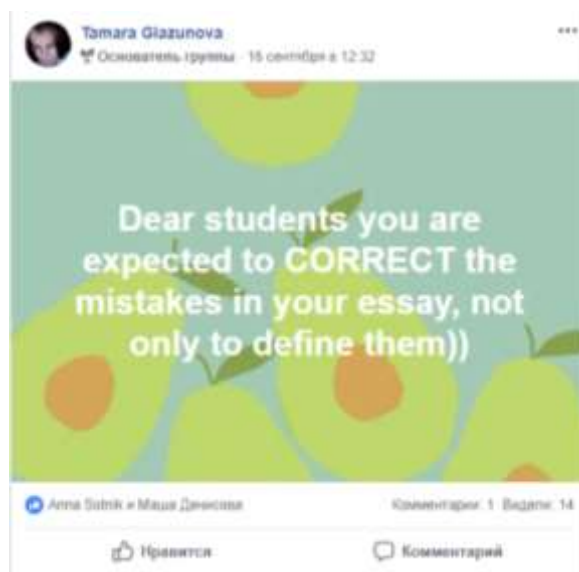 Tamara Glazunova
Основатель группы · 16 сентября в 12:32
Dear students you are
expected to CORRECT the
mistakes in your essay, not
only to define them))
Anna Sotnik и Маша Денисова
Комментарии: 1 Видели: 14
Нравится
Комментарий